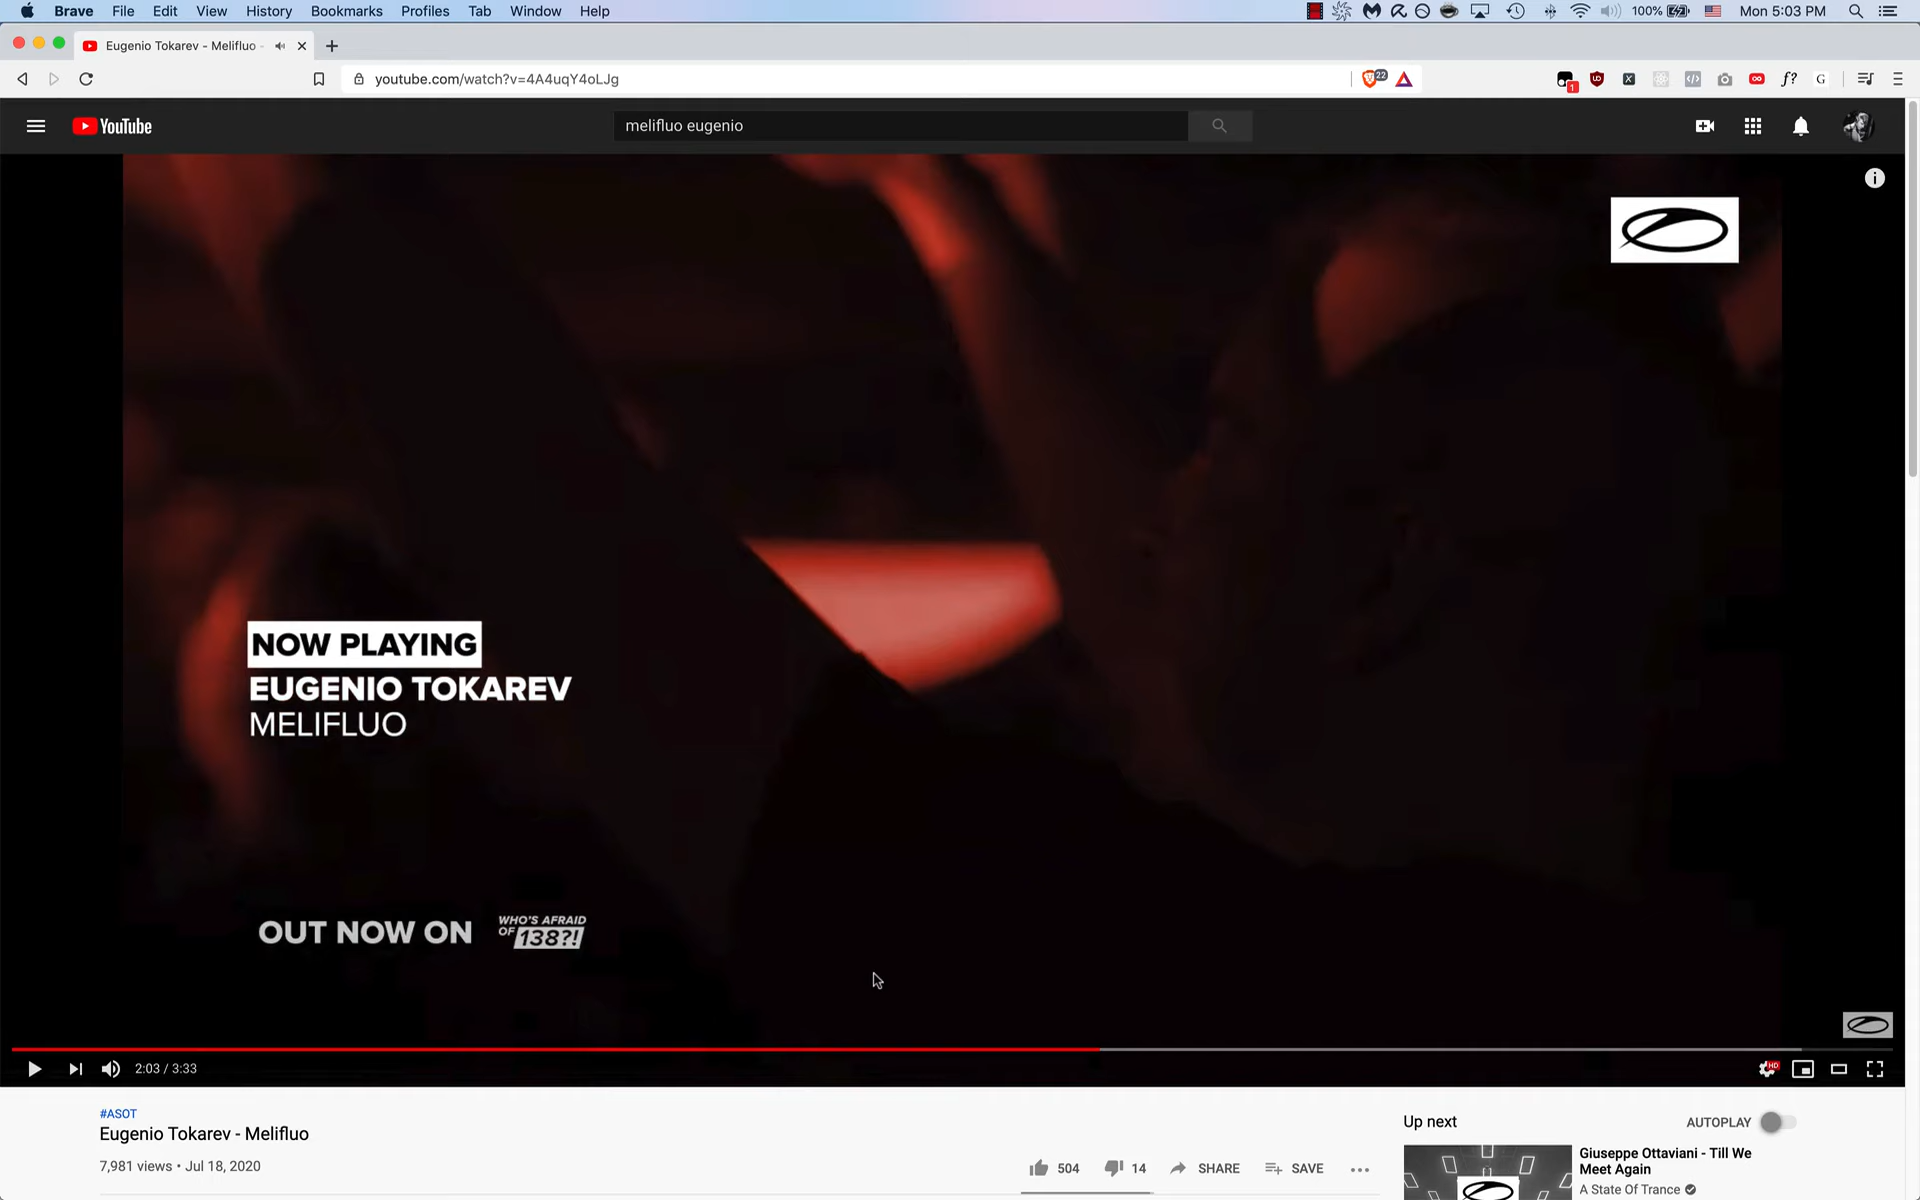 Brave File Edit View History Bookmarks Profiles Tab Window Help 100% Mon 5:03 PM
Eugenio Tokarev - Melifluo -
youtube.com/watch?v=4A4uqY4oLJg 22 1 f? G
YouTube melifluo eugenio
NOW PLAYING
EUGENIO TOKAREV
MELIFLUO
OUT NOW ON WHO'S AFRAID
OF 138?!
2:03 / 3:33 HD
#ASOT
Eugenio Tokarev - Melifluo
7,981 views • Jul 18, 2020
504 14 SHARE SAVE
Up next AUTOPLAY
Giuseppe Ottaviani - Till We
Meet Again
A State Of Trance